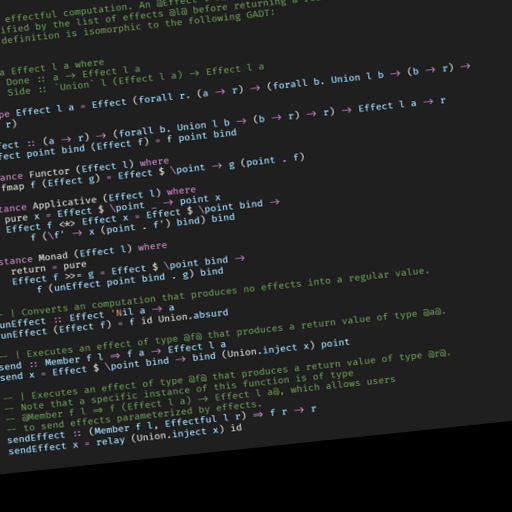 effectful computation. An @Effect
ified by the list of effects @l@ before returning a
definition is isomorphic to the following GADT:
a Effect l a where
Done :: a → Effect l a
Side :: `Union` l (Effect l a) → Effect l a
pe Effect l a = Effect (forall r. (a → r) → (forall b. Union l b → (b → r) →
r)
ect :: (a → r) → (forall b. Union l b → (b → r) → r) → Effect l a → r
fect point bind (Effect f) = f point bind
ance Functor (Effect l) where
fmap f (Effect g) = Effect $ \point → g (point . f)
tance Applicative (Effect l) where
pure x = Effect $ \point _ → point x
Effect f <*> Effect x = Effect $ \point bind →
f (\f' → x (point . f') bind) bind
stance Monad (Effect l) where
return = pure
Effect f >>= g = Effect $ \point bind →
f (unEffect point bind . g) bind
- | Converts an computation that produces no effects into a regular value.
unEffect :: Effect 'Nil a → a
unEffect (Effect f) = f id Union.absurd
-- | Executes an effect of type @f@ that produces a return value of type @a@.
send :: Member f l ⇒ f a → Effect l a
send x = Effect $ \point bind → bind (Union.inject x) point
-- | Executes an effect of type @f@ that produces a return value of type @r@.
-- Note that a specific instance of this function is of type
-- @Member f l ⇒ f (Effect l a) → Effect l a@, which allows users
-- to send effects parameterized by effects.
sendEffect :: (Member f l, Effectful l r) ⇒ f r → r
sendEffect x = relay (Union.inject x) id